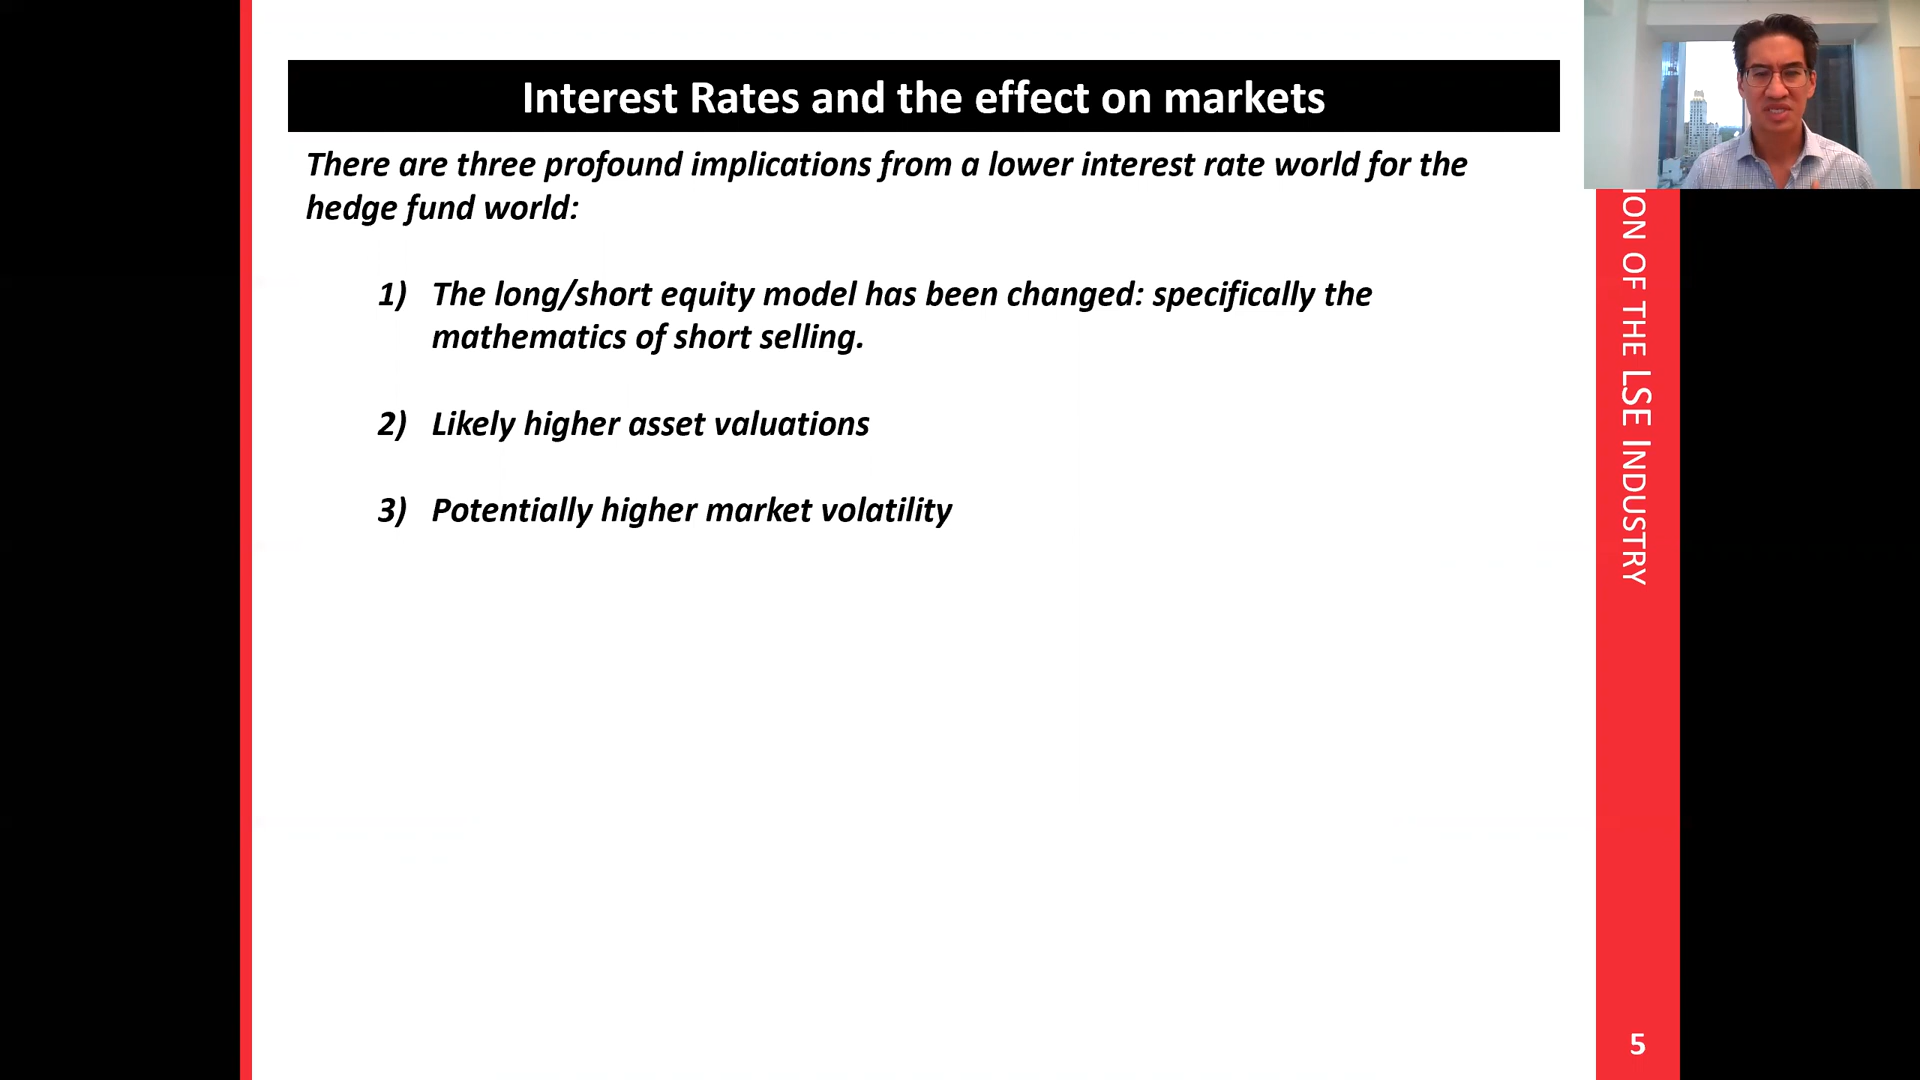 Interest Rates and the effect on markets
There are three profound implications from a lower interest rate world for the
hedge fund world:
1) The long/short equity model has been changed: specifically the
mathematics of short selling.
2) Likely higher asset valuations
3) Potentially higher market volatility
OF THE LSE INDUSTRY
5